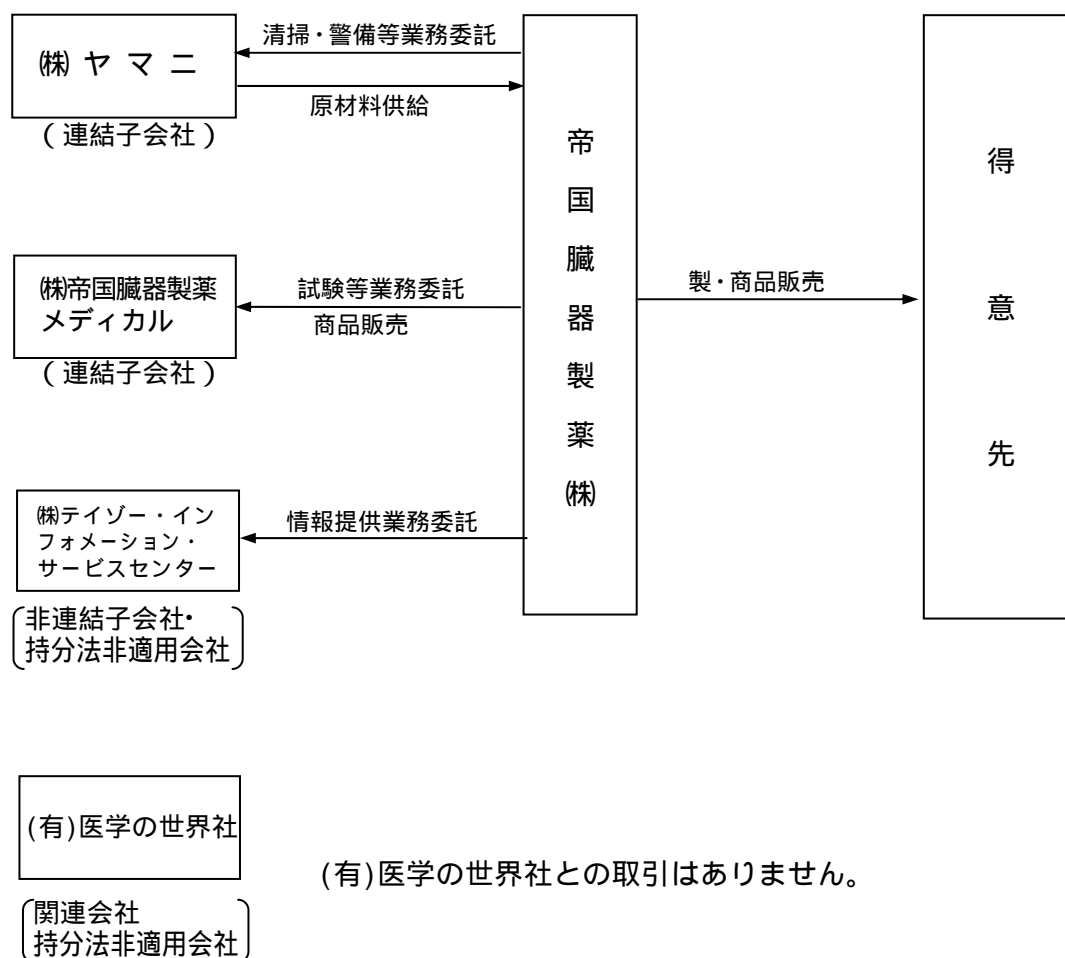 ㈱ ヤ マ ニ
(連結子会社)
清掃・警備等業務委託
原材料供給
㈱帝国臓器製薬
メディカル
(連結子会社)
試験等業務委託
商品販売
㈱テイゾー・イン
フォメーション・
サービスセンター
非連結子会社・
持分法非適用会社
情報提供業務委託
帝国臓器製薬㈱
製・商品販売
得意先
(有)医学の世界社
関連会社
持分法非適用会社
(有)医学の世界社との取引はありません。